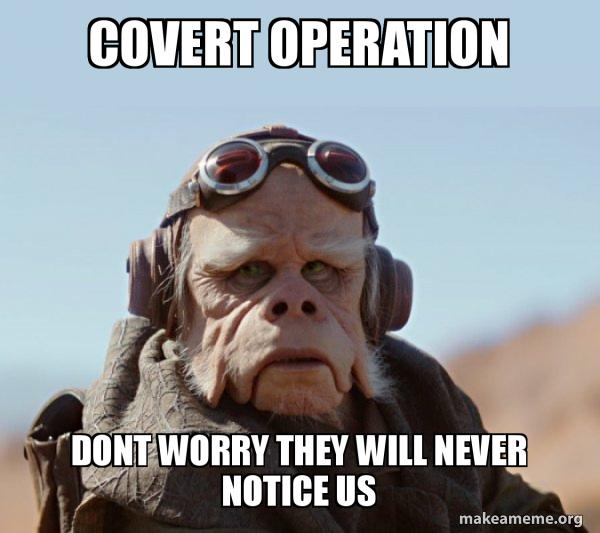 COVERT OPERATION
DONT WORRY THEY WILL NEVER
NOTICE US
makeameme.org